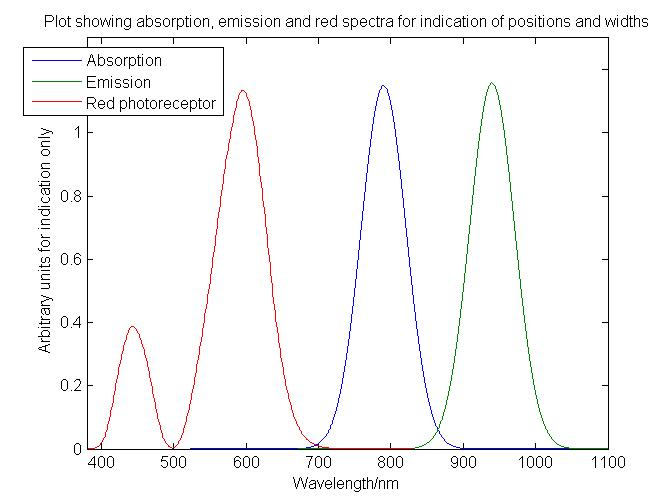 Plot showing absorption, emission and red spectra for indication of positions and widths
Absorption
Emission
Red photoreceptor
Arbitrary units for indication only
1
0.8
0.6
0.4
0.2
0
400 500 600 700 800 900 1000 1100
Wavelength/nm